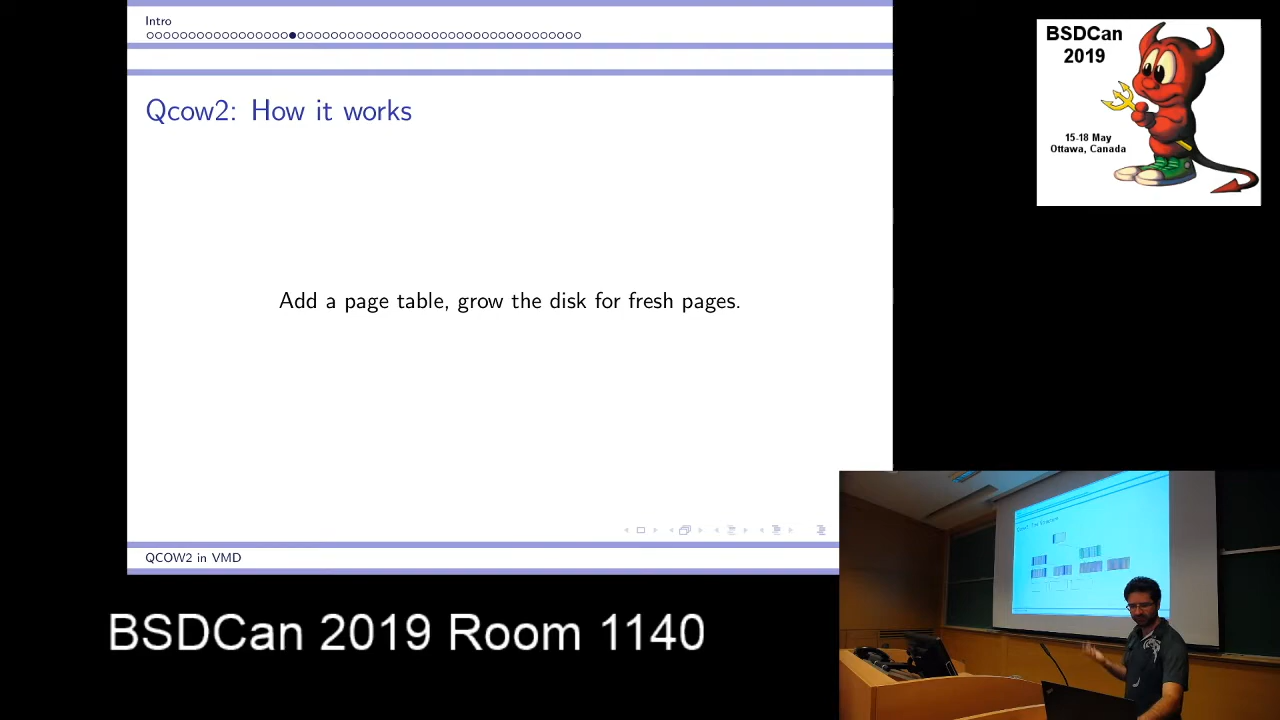 Intro
Qcow2: How it works
Add a page table, grow the disk for fresh pages.
QCOW2 in VMD
BSDCan
2019
15-18 May
Ottawa, Canada
BSDCan 2019 Room 1140